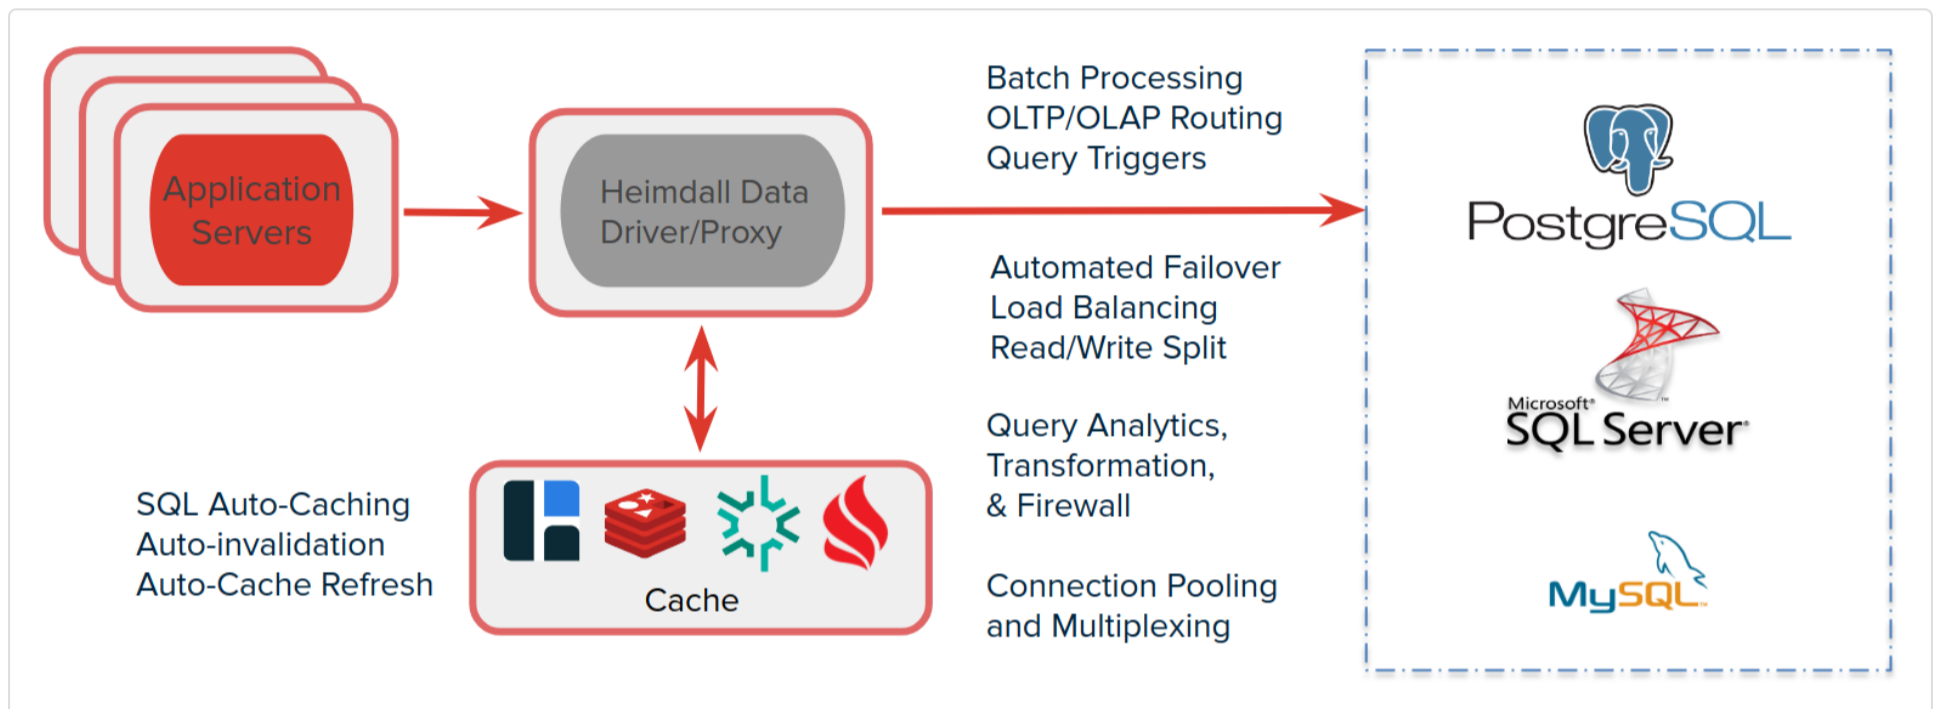 Application
Servers
Heimdall Data
Driver/Proxy
Batch Processing
OLTP/OLAP Routing
Query Triggers
Automated Failover
Load Balancing
Read/Write Split
Query Analytics,
Transformation,
& Firewall
Connection Pooling
and Multiplexing
SQL Auto-Caching
Auto-invalidation
Auto-Cache Refresh
Cache
PostgreSQL
Microsoft®
SQL Server®
MySQL™